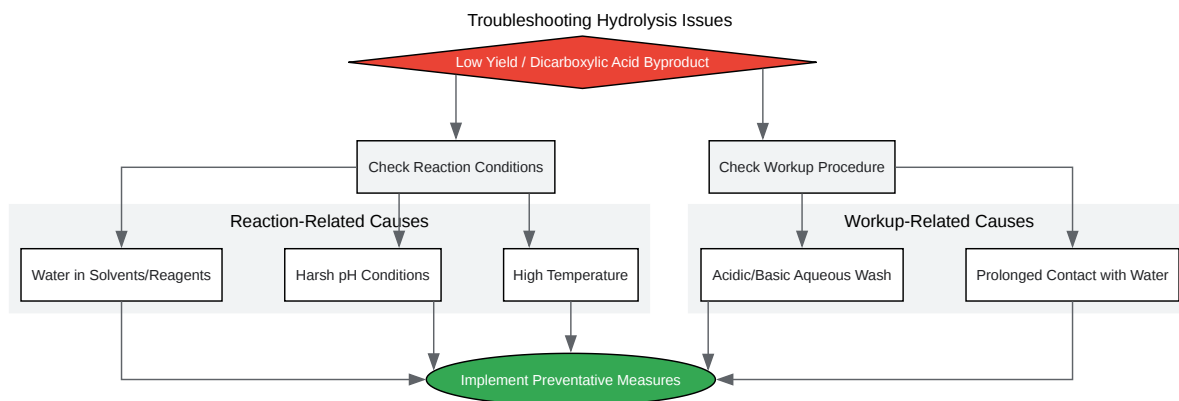 Troubleshooting Hydrolysis Issues
Low Yield / Dicarboxylic Acid Byproduct
Check Reaction Conditions
Check Workup Procedure
Reaction-Related Causes
Workup-Related Causes
Water in Solvents/Reagents
Harsh pH Conditions
High Temperature
Acidic/Basic Aqueous Wash
Prolonged Contact with Water
Implement Preventative Measures